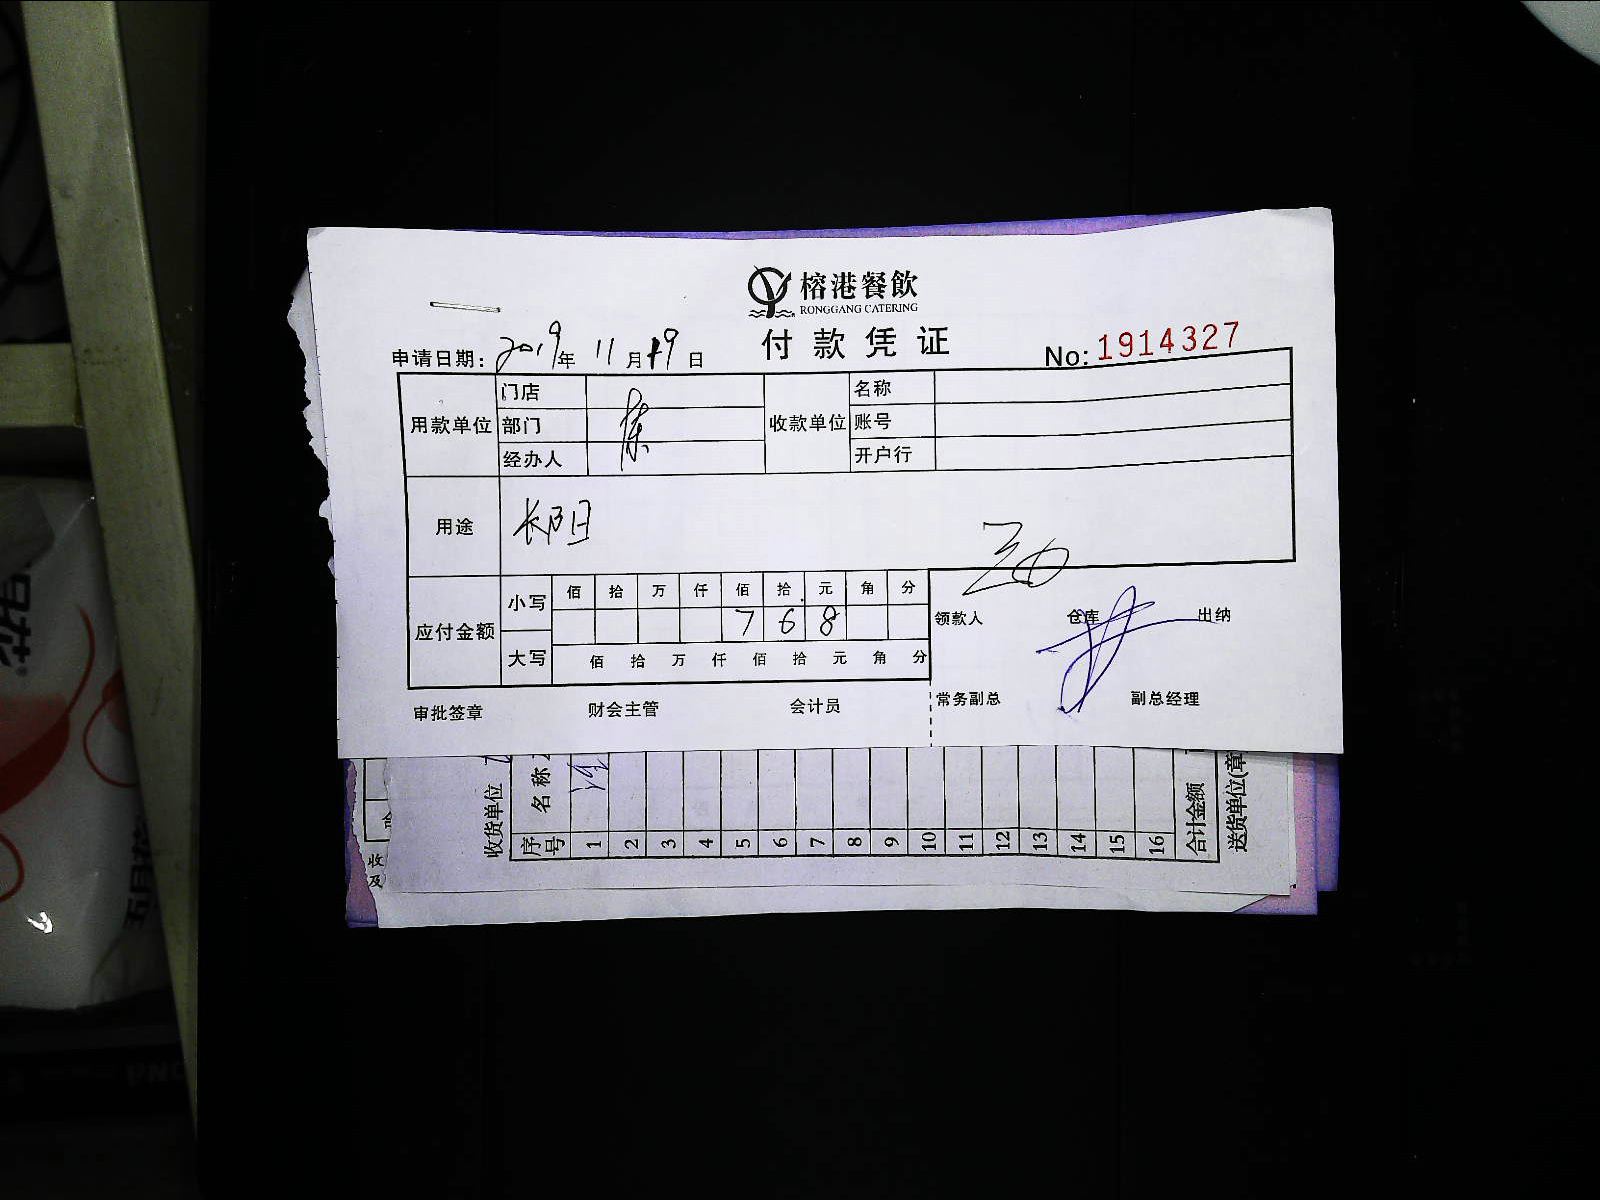 榕港餐飲
RONGGANG CATERING
付款凭证
申请日期: 2019年 11月19日
No: 1914327
用款单位 门店 收款单位 名称
部门 账号
经办人 开户行
用途
应付金额 小写 佰 拾 万 仟 佰 拾 元 角 分
7 6 8
大写 佰 拾 万 仟 佰 拾 元 角 分
领款人 仓库 出纳
常务副总 副总经理
审批签章 财会主管 会计员
收货单位
序号 名称
1 2 3 4 5 6 7 8 9 10 11 12 13 14 15 16
合计金额
送货单位(章
收
及